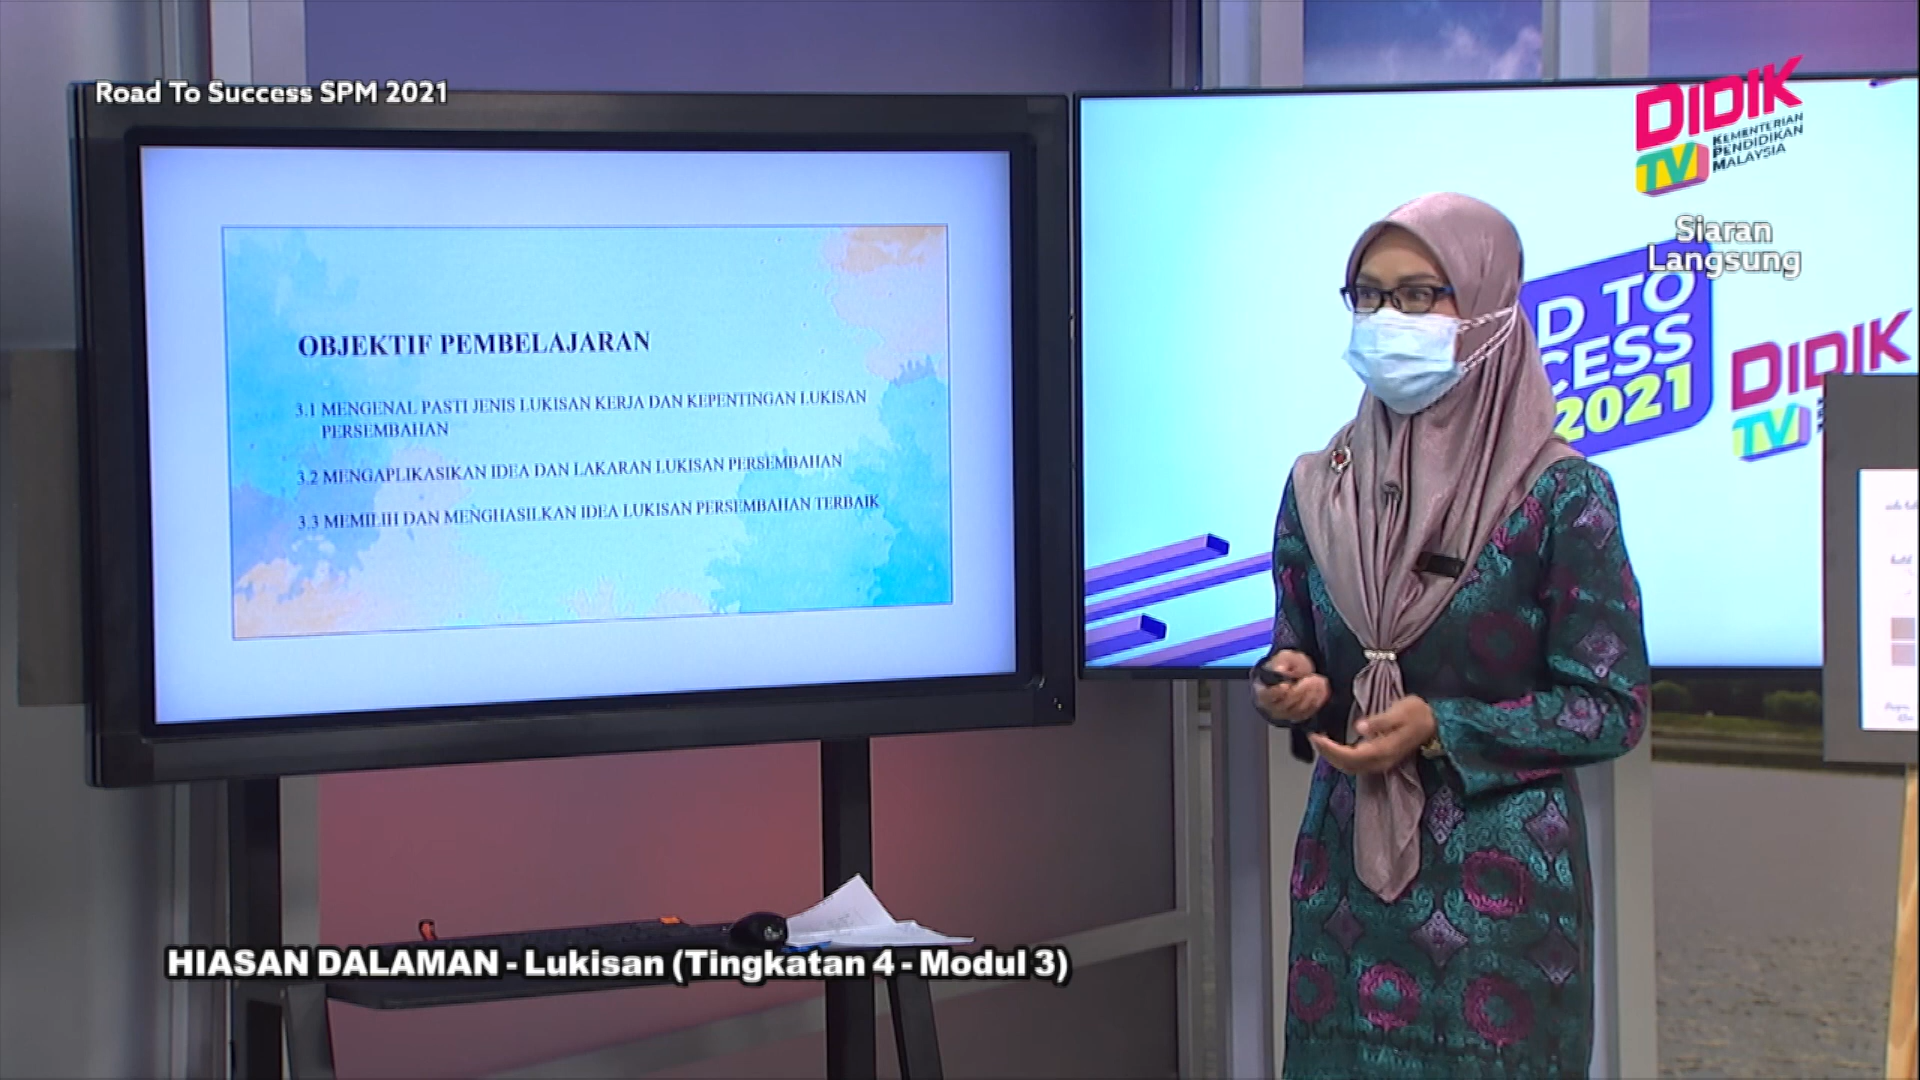 Road To Success SPM 2021
DIDIK
TV
KEMENTERIAN
PENDIDIKAN
MALAYSIA
Siaran
Langsung
OBJEKTIF PEMBELAJARAN
3.1 MENGENAL PASTI JENIS LUKISAN KERJA DAN KEPENTINGAN LUKISAN
PERSEMBAHAN
3.2 MENGAPLIKASIKAN IDEA DAN LAKARAN LUKISAN PERSEMBAHAN
3.3 MEMILIH DAN MENGHASILKAN IDEA LUKISAN PERSEMBAHAN TERBAIK
D TO
CESS
2021
DIDIK
TV
HIASAN DALAMAN - Lukisan (Tingkatan 4 - Modul 3)